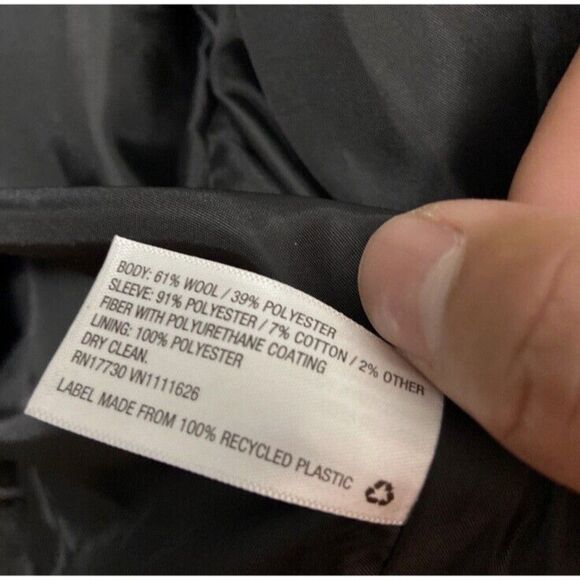 BODY: 61% WOOL / 39% POLYESTER
SLEEVE: 91% POLYESTER / 7% COTTON / 2% OTHER
FIBER WITH POLYURETHANE COATING
LINING: 100% POLYESTER
DRY CLEAN.
RN17730 VN1111626
LABEL MADE FROM 100% RECYCLED PLASTIC